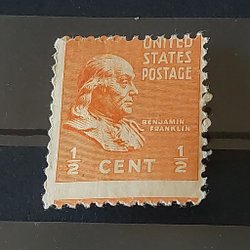 UNITED
STATES
POSTAGE
BENJAMIN
FRANKLIN
½ CENT ½